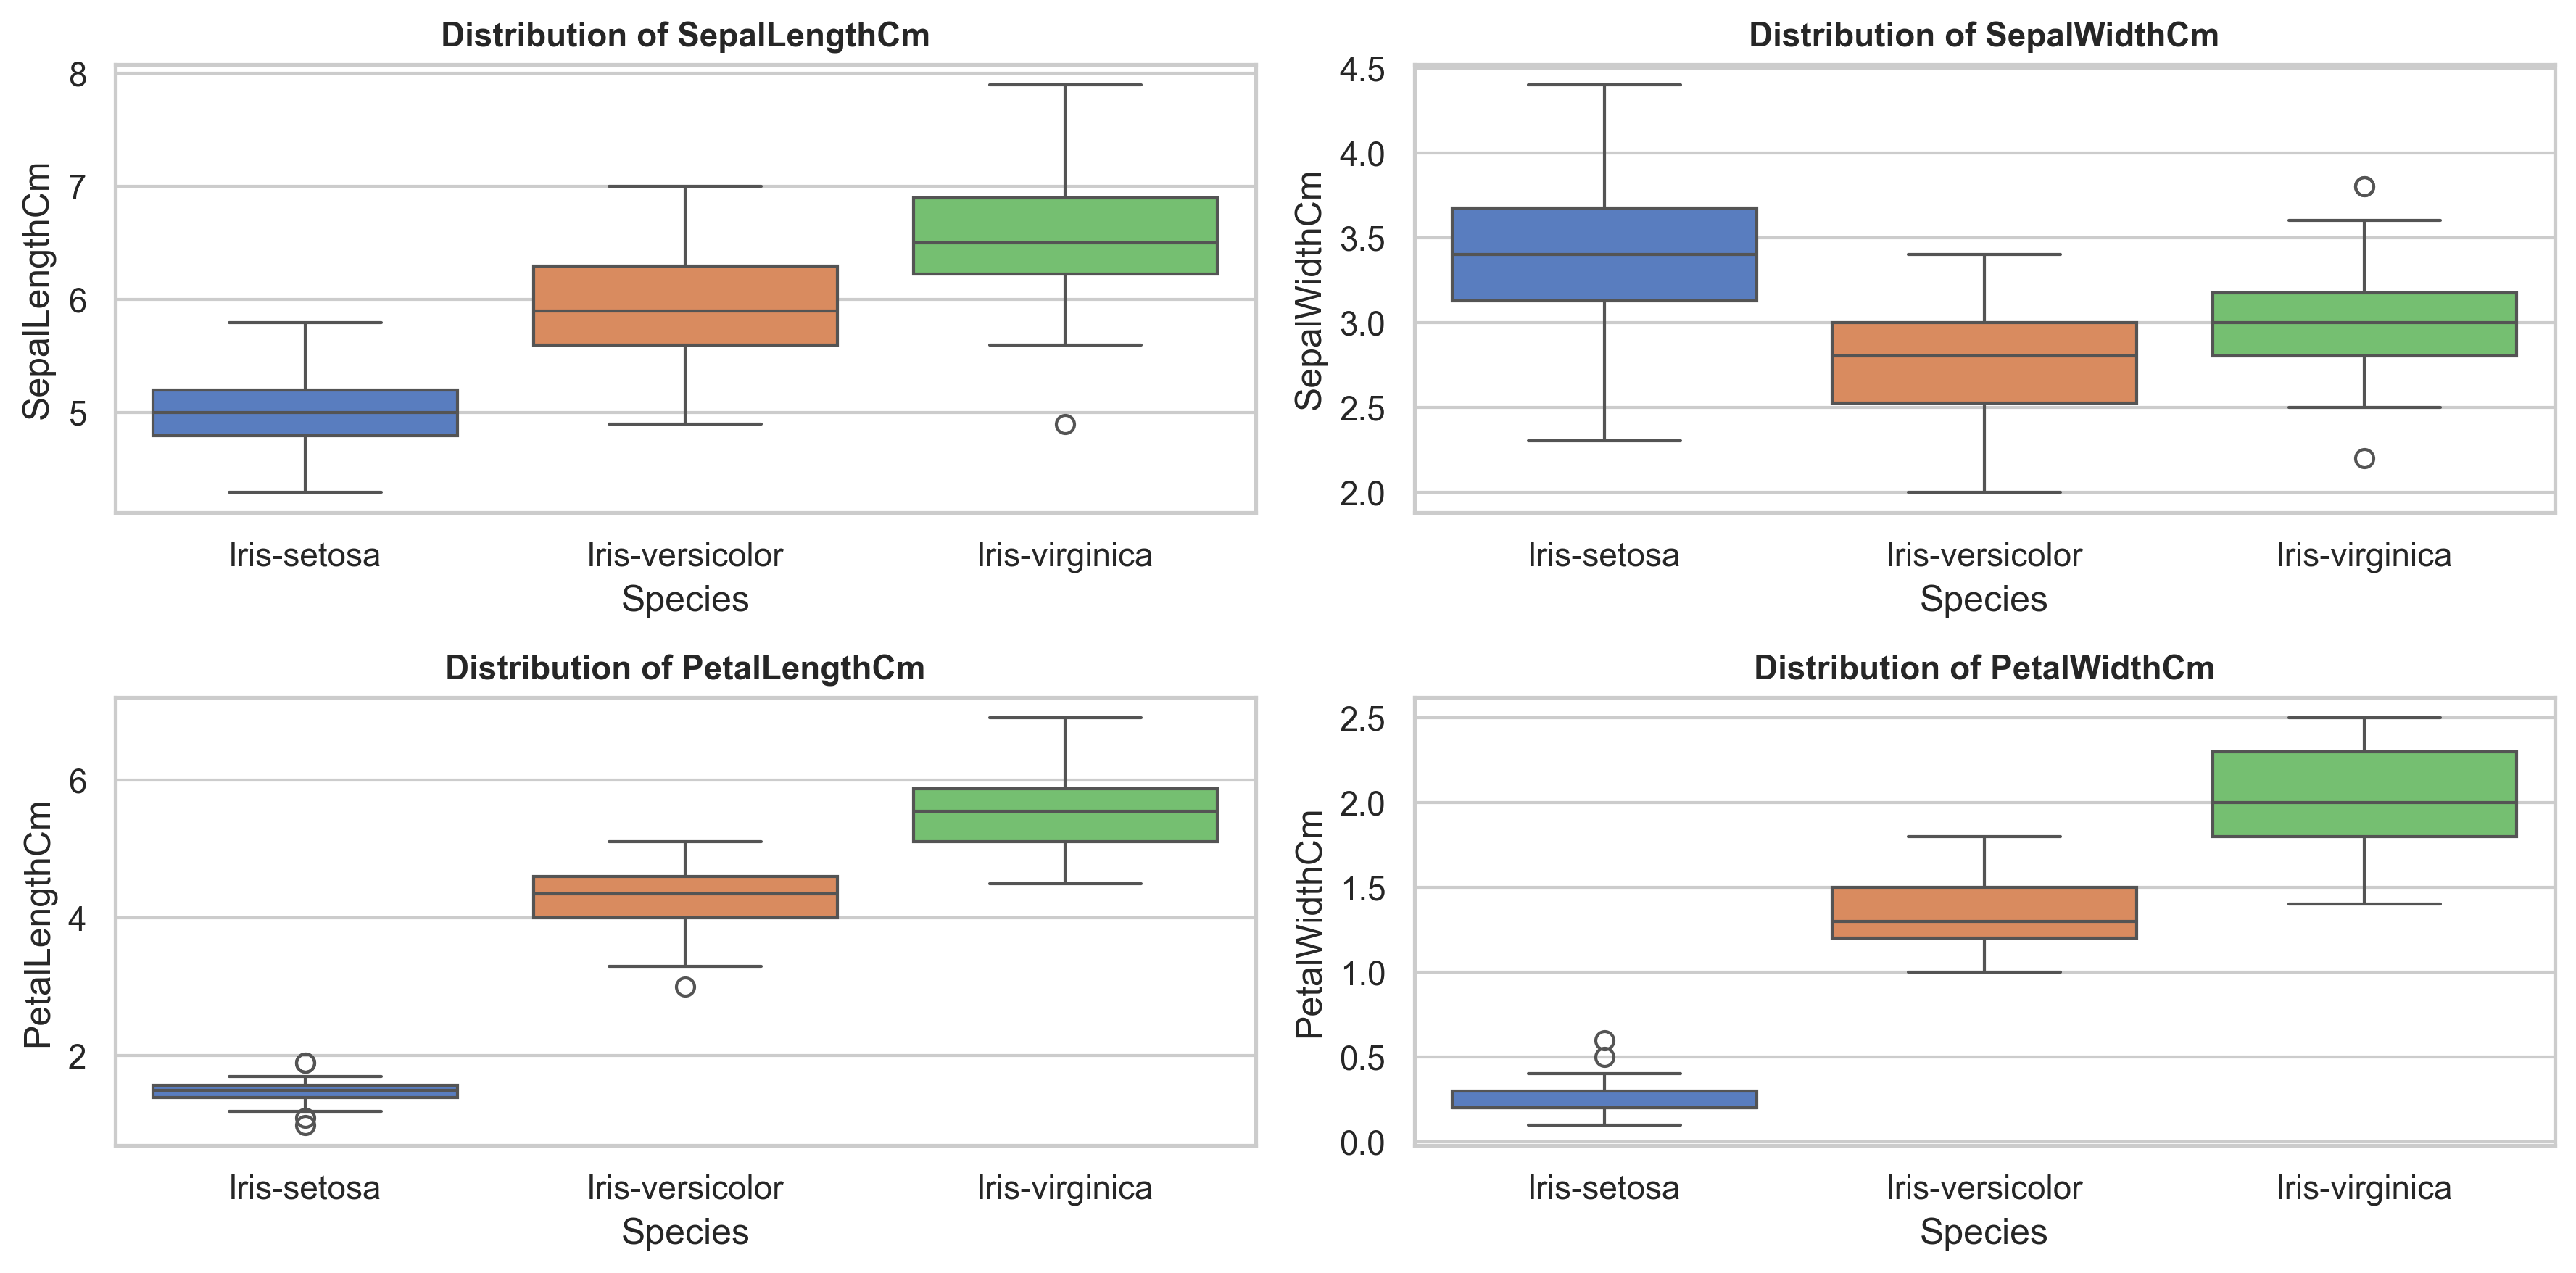 Distribution of SepalLengthCm
SepalLengthCm
8
7
6
5
Iris-setosa Iris-versicolor Iris-virginica
Species
Distribution of SepalWidthCm
SepalWidthCm
4.5
4.0
3.5
3.0
2.5
2.0
Iris-setosa Iris-versicolor Iris-virginica
Species
Distribution of PetalLengthCm
PetalLengthCm
6
4
2
Iris-setosa Iris-versicolor Iris-virginica
Species
Distribution of PetalWidthCm
PetalWidthCm
2.5
2.0
1.5
1.0
0.5
0.0
Iris-setosa Iris-versicolor Iris-virginica
Species